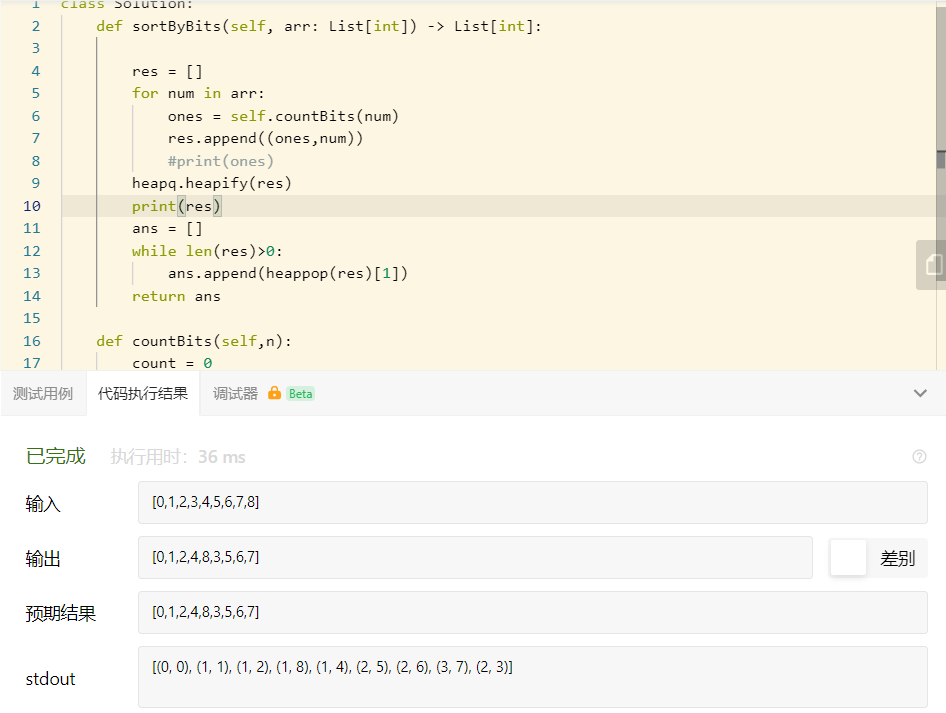 1 class Solution:
2 def sortByBits(self, arr: List[int]) -> List[int]:
3
4 res = []
5 for num in arr:
6 ones = self.countBits(num)
7 res.append((ones,num))
8 #print(ones)
9 heapq.heapify(res)
10 print(res)
11 ans = []
12 while len(res)>0:
13 ans.append(heappop(res)[1])
14 return ans
15
16 def countBits(self,n):
17 count = 0
测试用例 代码执行结果 调试器 Beta
已完成 执行用时: 36 ms
输入 [0,1,2,3,4,5,6,7,8]
输出 [0,1,2,4,8,3,5,6,7] 差别
预期结果 [0,1,2,4,8,3,5,6,7]
stdout [(0, 0), (1, 1), (1, 2), (1, 8), (1, 4), (2, 5), (2, 6), (3, 7), (2, 3)]